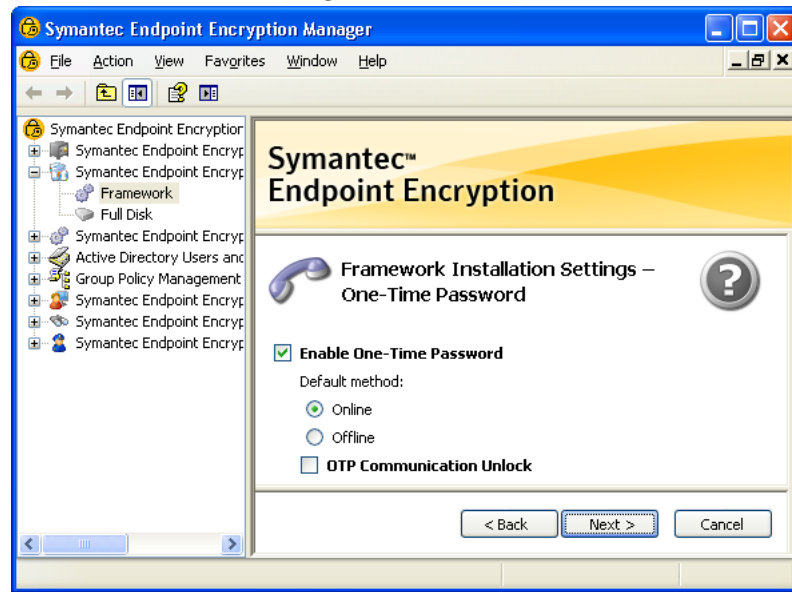 Symantec Endpoint Encryption Manager
File Action View Favorites Window Help
Symantec Endpoint Encryption
Symantec Endpoint Encryp
Symantec Endpoint Encryp
Framework
Full Disk
Symantec Endpoint Encryp
Active Directory Users and
Group Policy Management
Symantec Endpoint Encryp
Symantec Endpoint Encryp
Symantec Endpoint Encryp
Symantec™
Endpoint Encryption
Framework Installation Settings –
One-Time Password
Enable One-Time Password
Default method:
Online
Offline
OTP Communication Unlock
< Back Next > Cancel